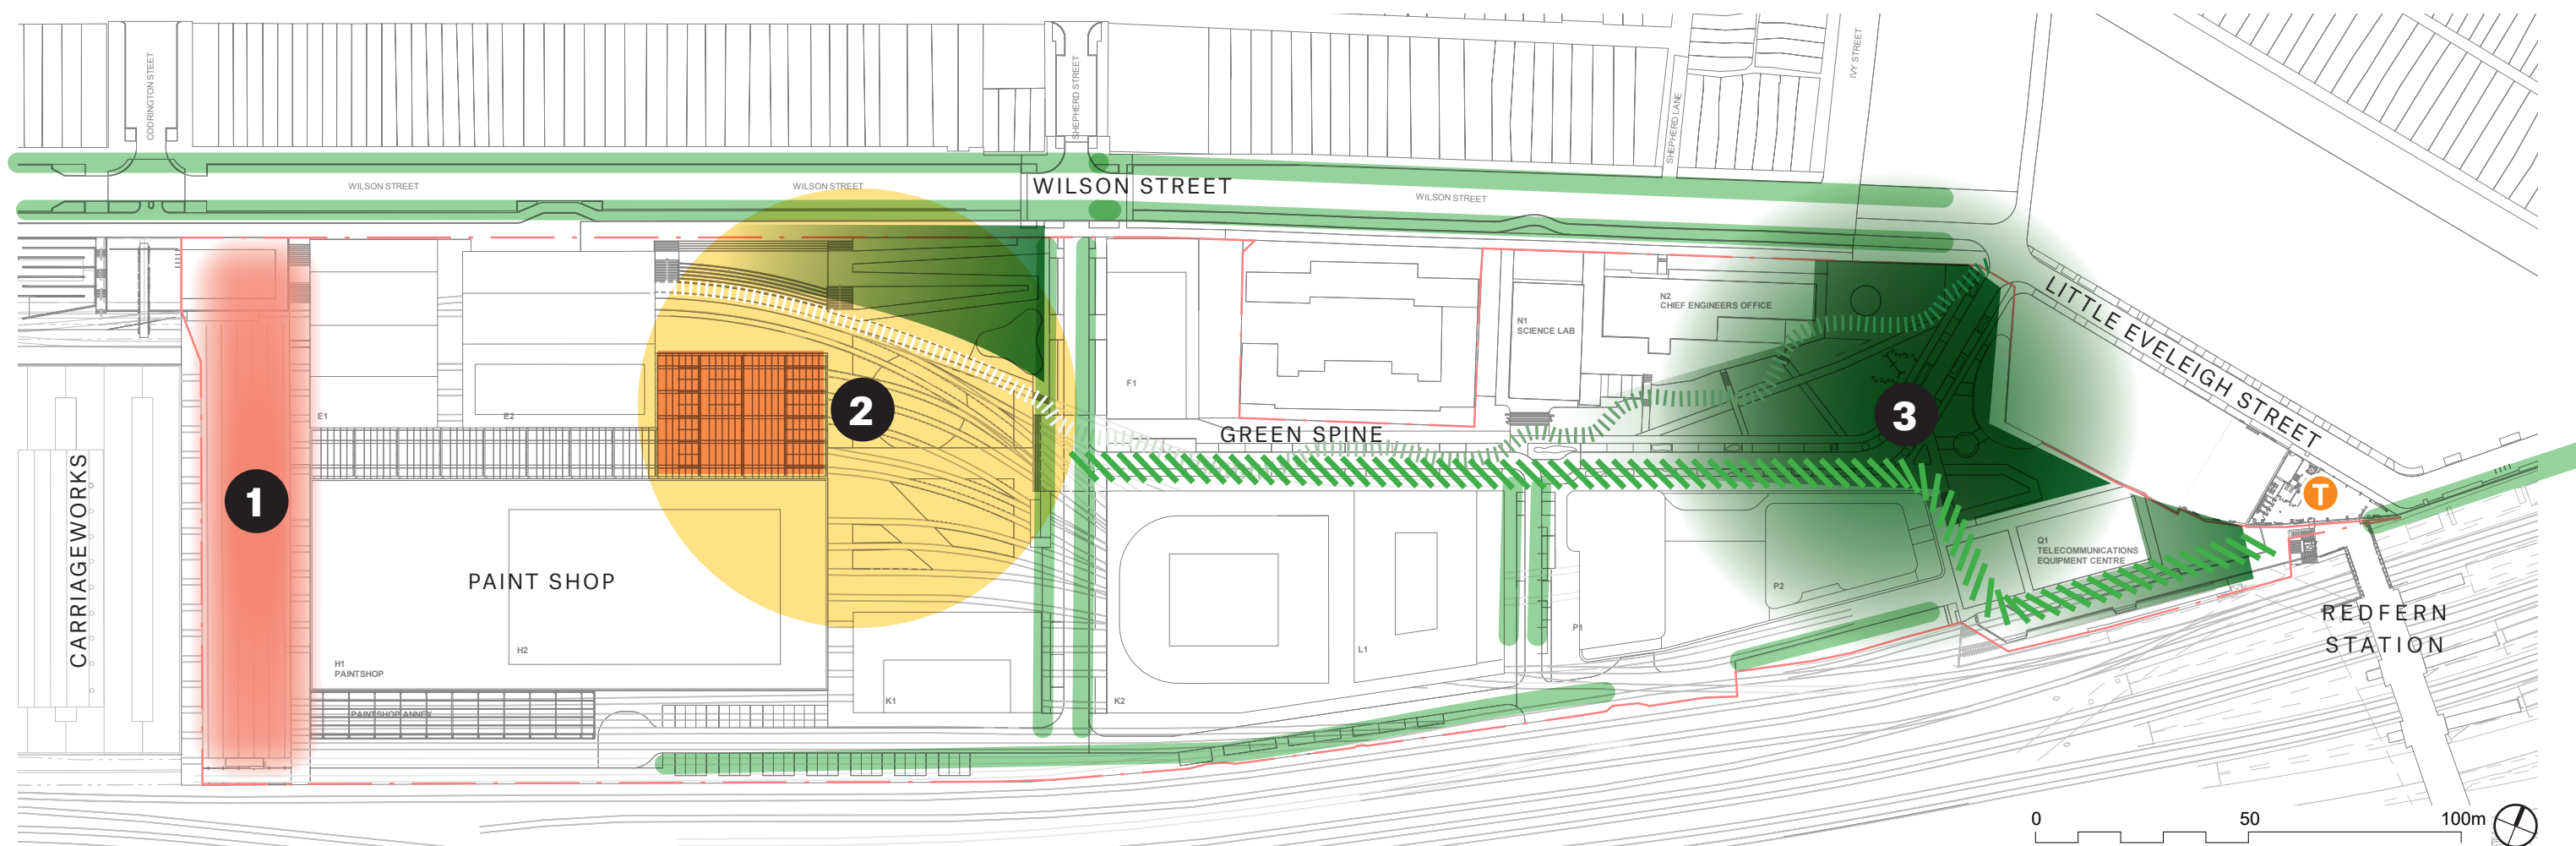 CODRINGTON STEET
SHEPHERD STREET
SHEPHERD LANE
IVY STREET
WILSON STREET
WILSON STREET
WILSON STREET
WILSON STREET
LITTLE EVELEIGH STREET
N2
CHIEF ENGINEERS OFFICE
N1
SCIENCE LAB
F1
E1
E2
2
3
GREEN SPINE
1
CARRIAGEWORKS
T
PAINT SHOP
Q1
TELECOMMUNICATIONS
EQUIPMENT CENTRE
P2
P1
REDFERN
STATION
H2
L1
H1
PAINTSHOP
K1
K2
PAINTSHOP ANNEX
0 50 100m